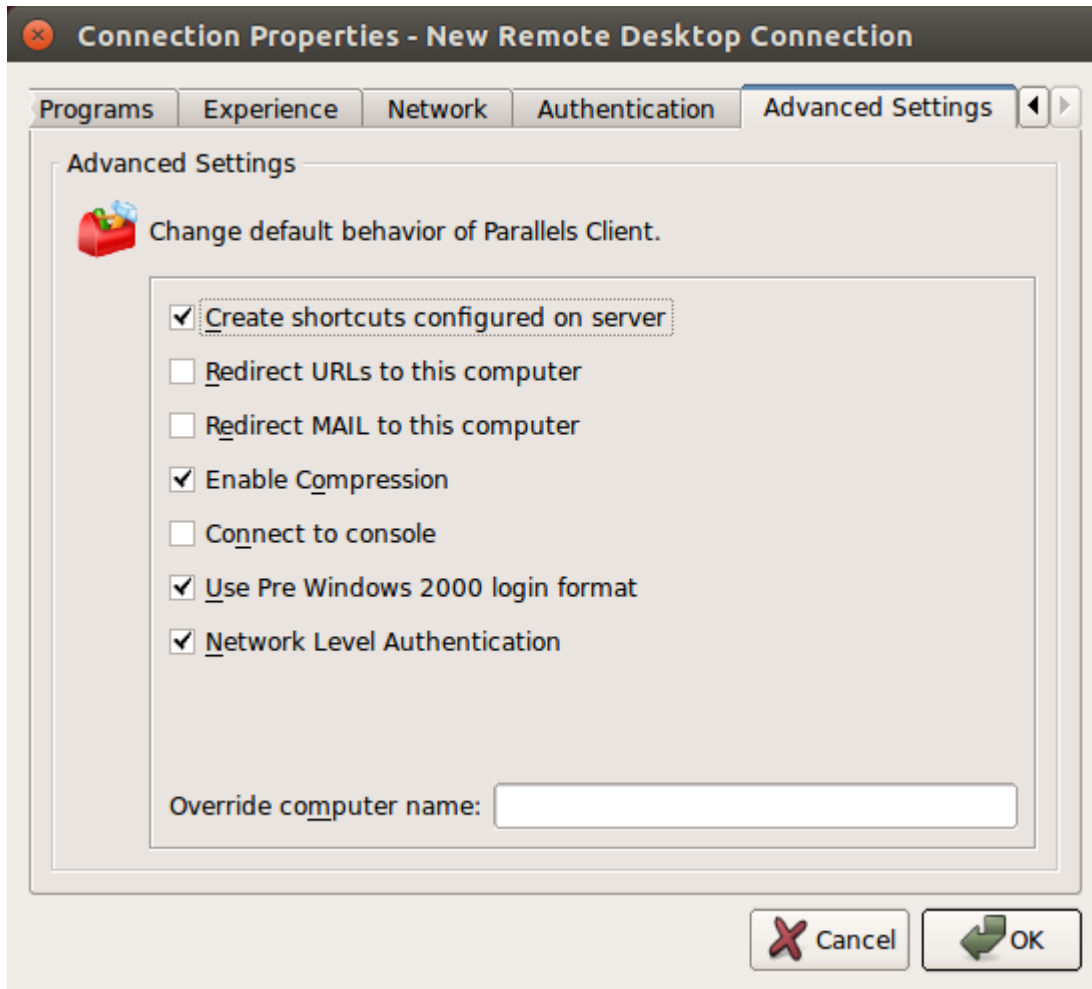 Connection Properties - New Remote Desktop Connection
Programs Experience Network Authentication Advanced Settings
Advanced Settings
Change default behavior of Parallels Client.
Create shortcuts configured on server
Redirect URLs to this computer
Redirect MAIL to this computer
Enable Compression
Connect to console
Use Pre Windows 2000 login format
Network Level Authentication
Override computer name:
Cancel OK